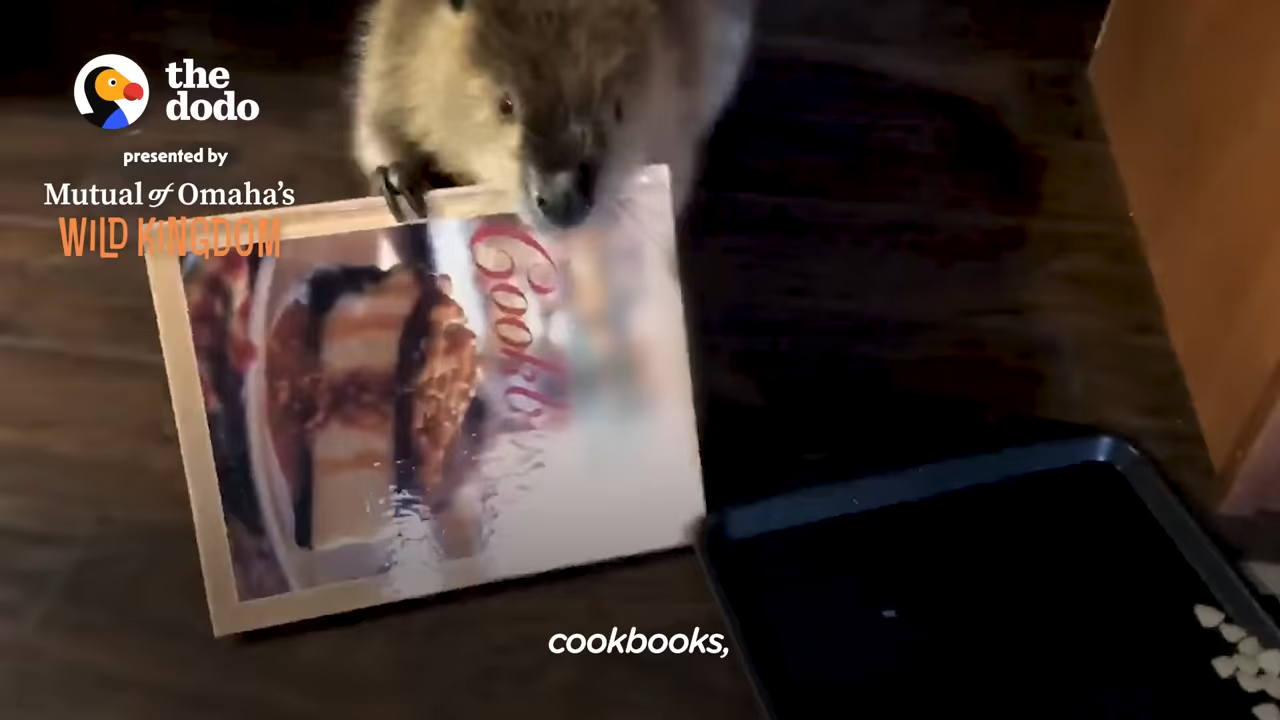 the
dodo
presented by
Mutual of Omaha's
WILD KINGDOM
cookbooks,